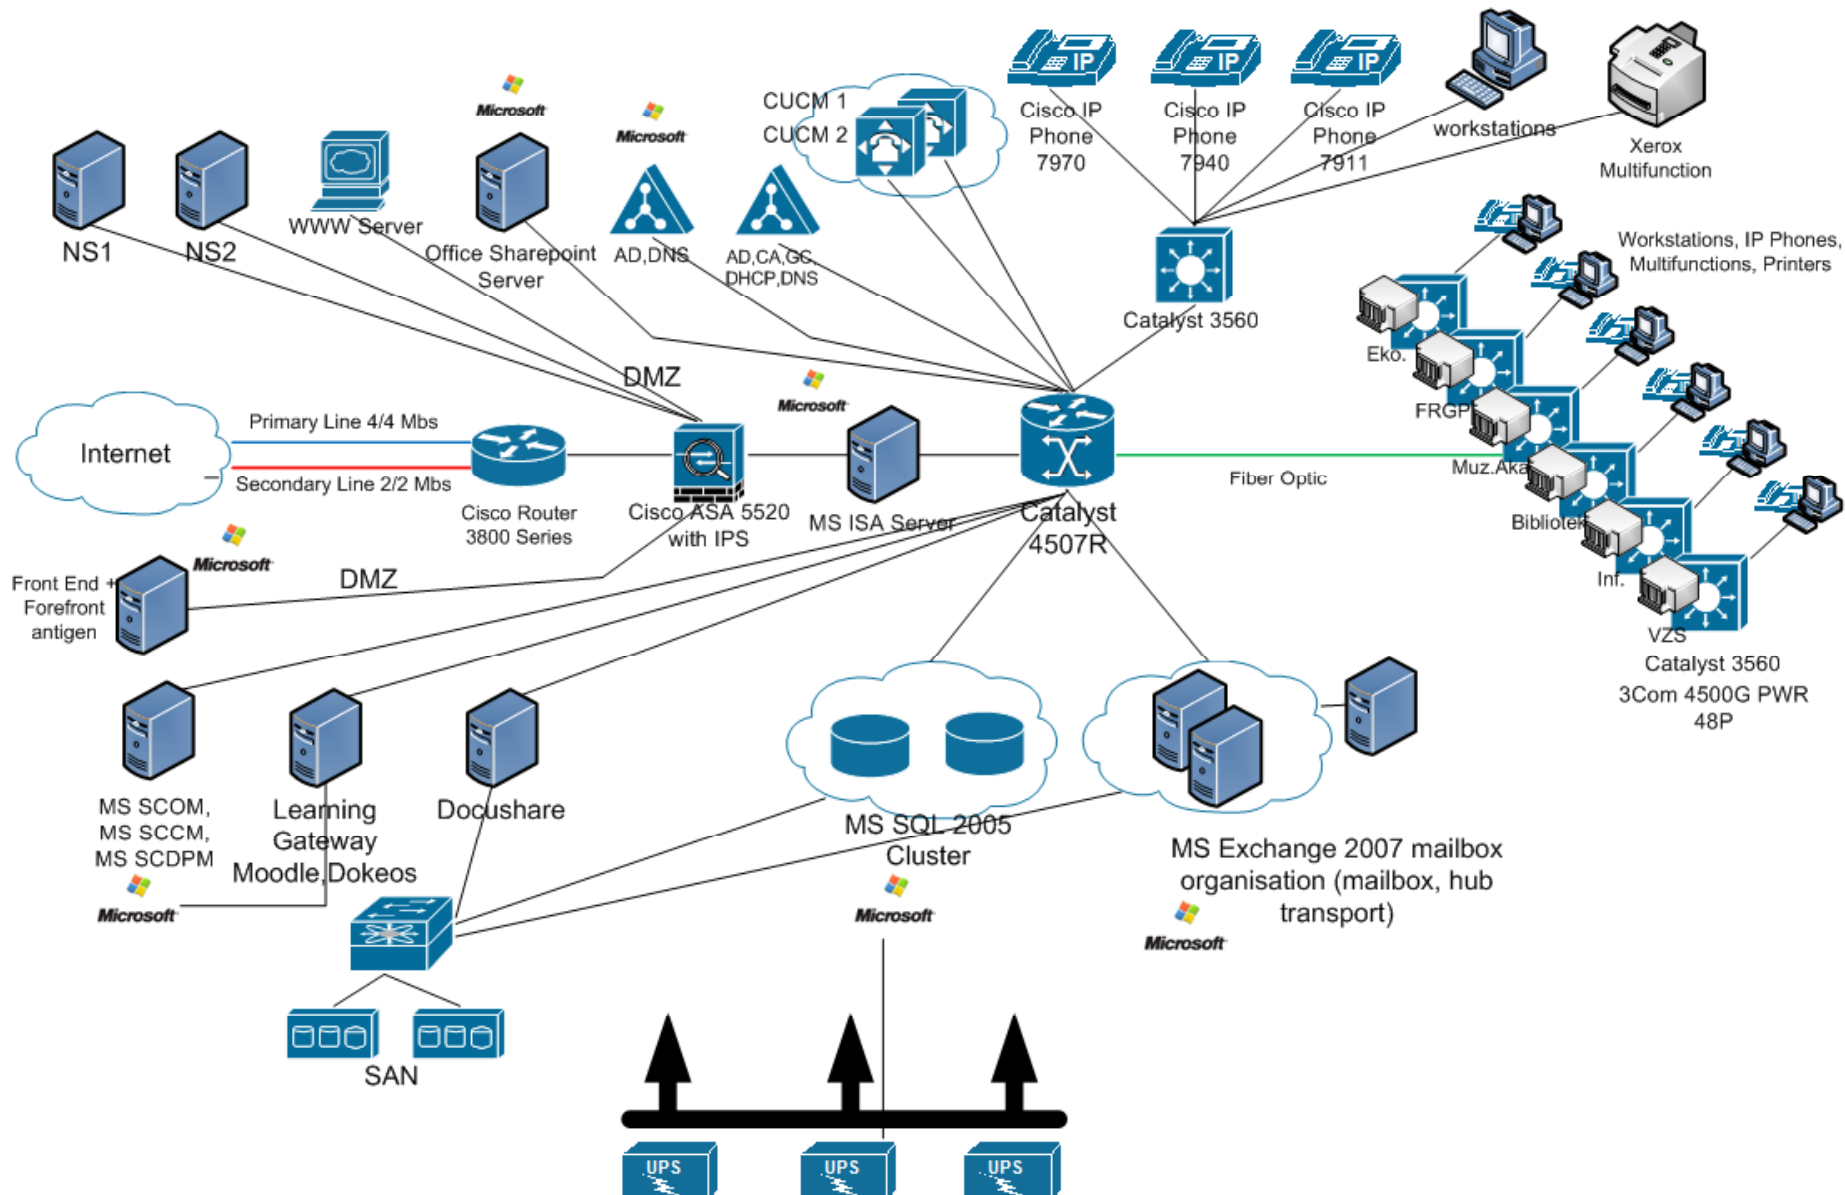 CUCM 1
CUCM 2
IP
IP
IP
Cisco IP
Phone
7970
Cisco IP
Phone
7940
Cisco IP
Phone
7911
workstations
Xerox
Multifunction
Microsoft
Microsoft
NS1
NS2
WWW Server
Office Sharepoint
Server
AD,DNS
AD,CA,GC,
DHCP,DNS
Catalyst 3560
Workstations, IP Phones,
Multifunctions, Printers
Eko.
FRGP
Muz.Aka
Bibliotek
Inf.
VZS
Catalyst 3560
3Com 4500G PWR
48P
DMZ
Microsoft
Internet
Primary Line 4/4 Mbs
Secondary Line 2/2 Mbs
Cisco Router
3800 Series
Cisco ASA 5520
with IPS
MS ISA Server
Catalyst
4507R
Fiber Optic
Microsoft
Front End +
Forefront
antigen
DMZ
MS SCOM,
MS SCCM,
MS SCDPM
Microsoft
Learning
Gateway
Moodle,Dokeos
Docushare
MS SQL 2005
Cluster
Microsoft
MS Exchange 2007 mailbox
organisation (mailbox, hub
transport)
Microsoft
SAN
UPS
UPS
UPS